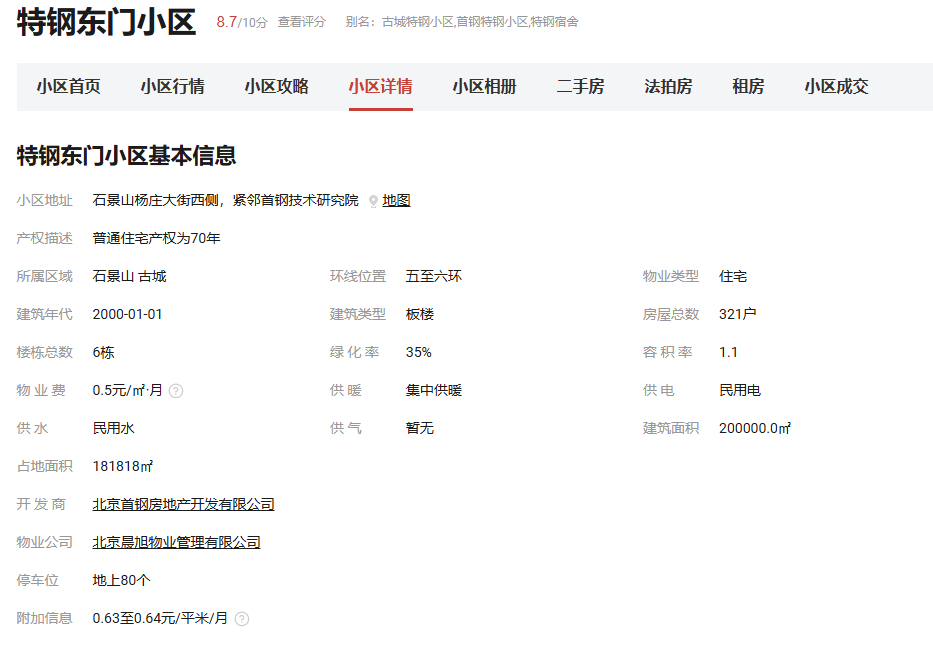 特钢东门小区 8.7/10分 查看评分 别名：古城特钢小区,首钢特钢小区,特钢宿舍
小区首页 小区行情 小区攻略 小区详情 小区相册 二手房 法拍房 租房 小区成交
特钢东门小区基本信息
小区地址 石景山杨庄大街西侧，紧邻首钢技术研究院 地图
产权描述 普通住宅产权为70年
所属区域 石景山 古城 环线位置 五至六环 物业类型 住宅
建筑年代 2000-01-01 建筑类型 板楼 房屋总数 321户
楼栋总数 6栋 绿 化 率 35% 容 积 率 1.1
物 业 费 0.5元/㎡·月 ? 供 暖 集中供暖 供 电 民用电
供 水 民用水 供 气 暂无 建筑面积 200000.0㎡
占地面积 181818㎡
开 发 商 北京首钢房地产开发有限公司
物业公司 北京晨旭物业管理有限公司
停车位 地上80个
附加信息 0.63至0.64元/平米/月 ?